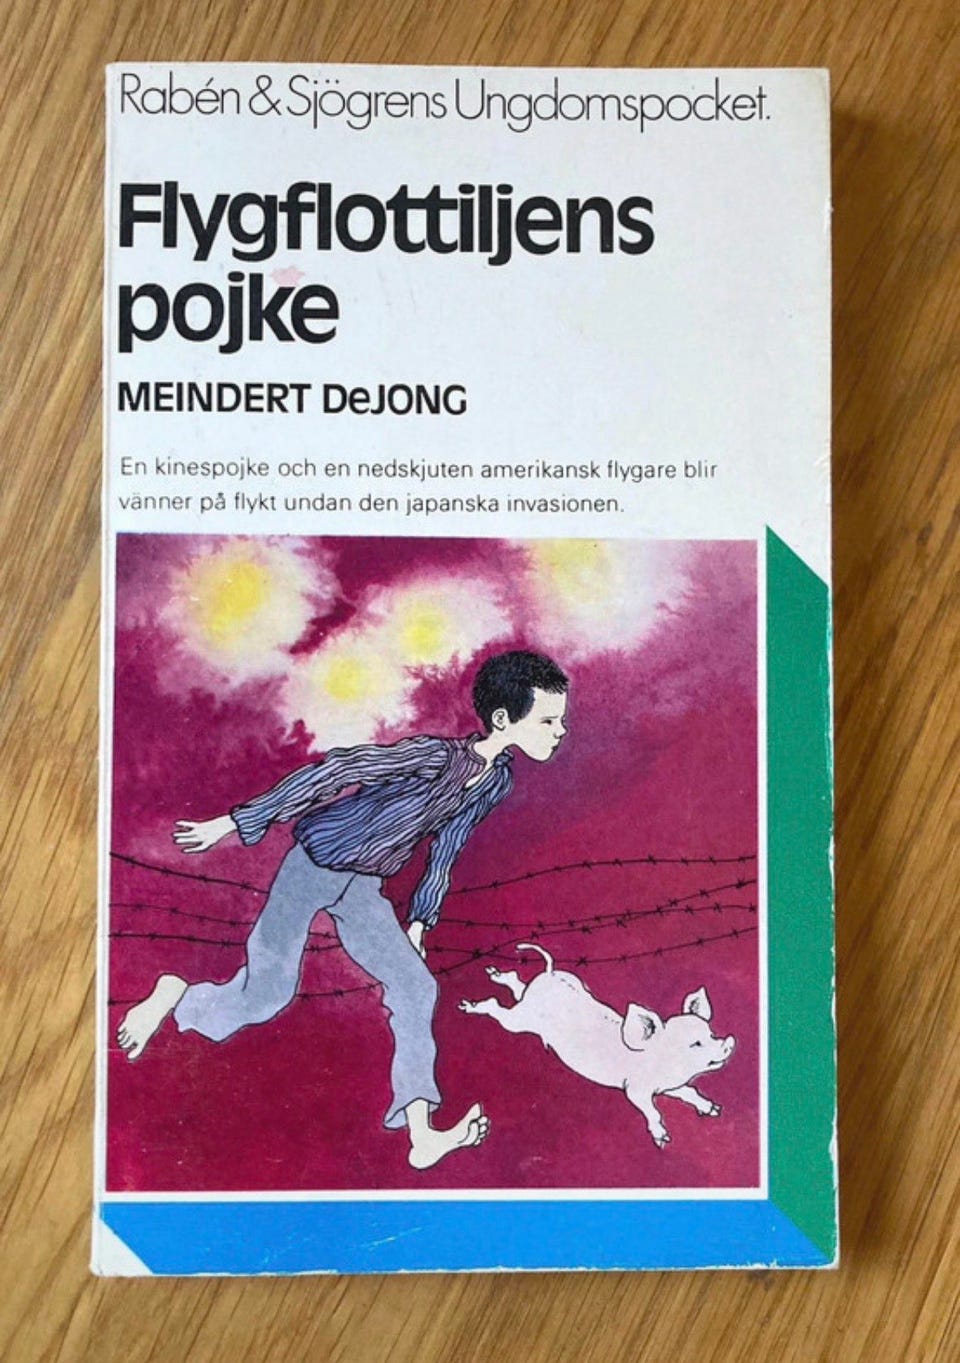 Rabén & Sjögrens Ungdomspocket.
Flygflottiljens
pojke
MEINDERT DeJONG
En kinespojke och en nedskjuten amerikansk flygare blir
vänner på flykt undan den japanska invasionen.